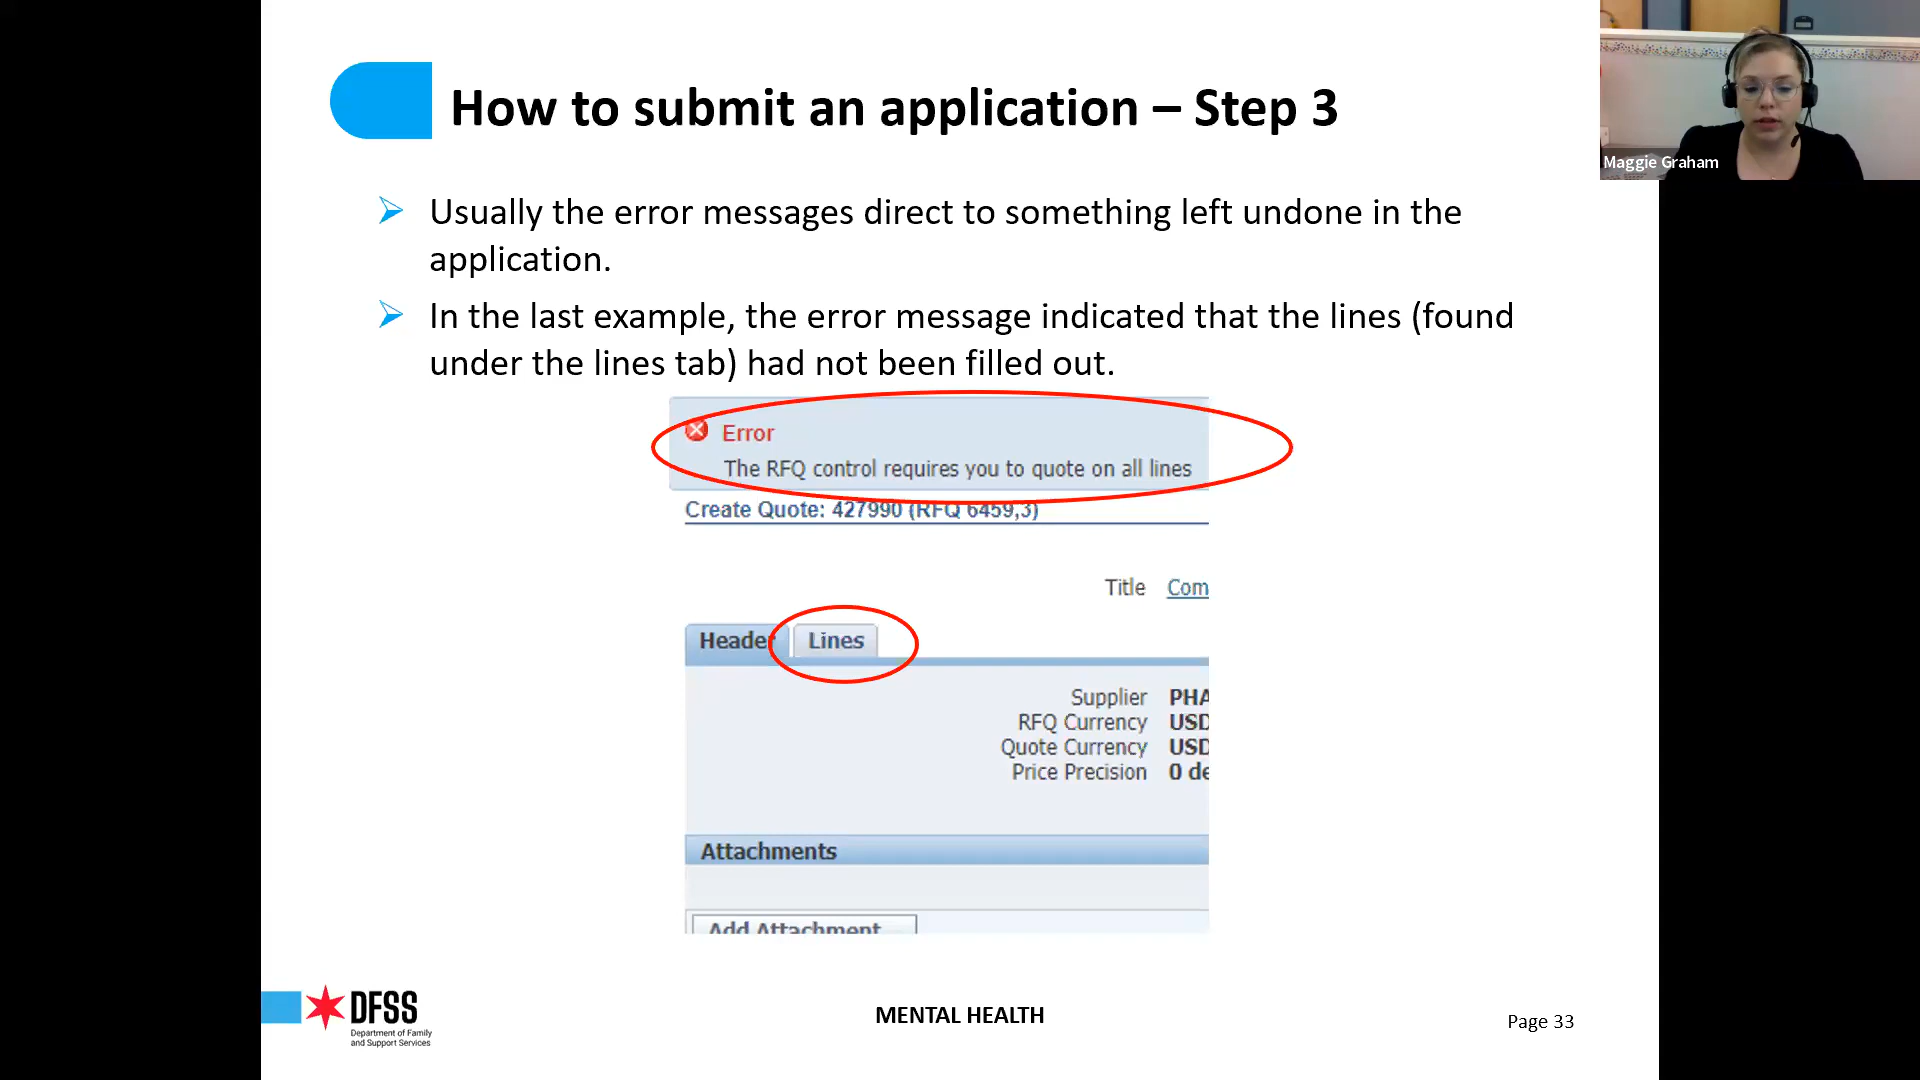 How to submit an application – Step 3
Maggie Graham
Usually the error messages direct to something left undone in the
application.
In the last example, the error message indicated that the lines (found
under the lines tab) had not been filled out.
Error
The RFQ control requires you to quote on all lines
Create Quote: 427990 (RFQ 6459,3)
Title Com
Header Lines
Supplier PHA
RFQ Currency USD
Quote Currency USD
Price Precision 0 de
Attachments
Add Attachment...
DFSS
Department of Family
and Support Services
MENTAL HEALTH
Page 33